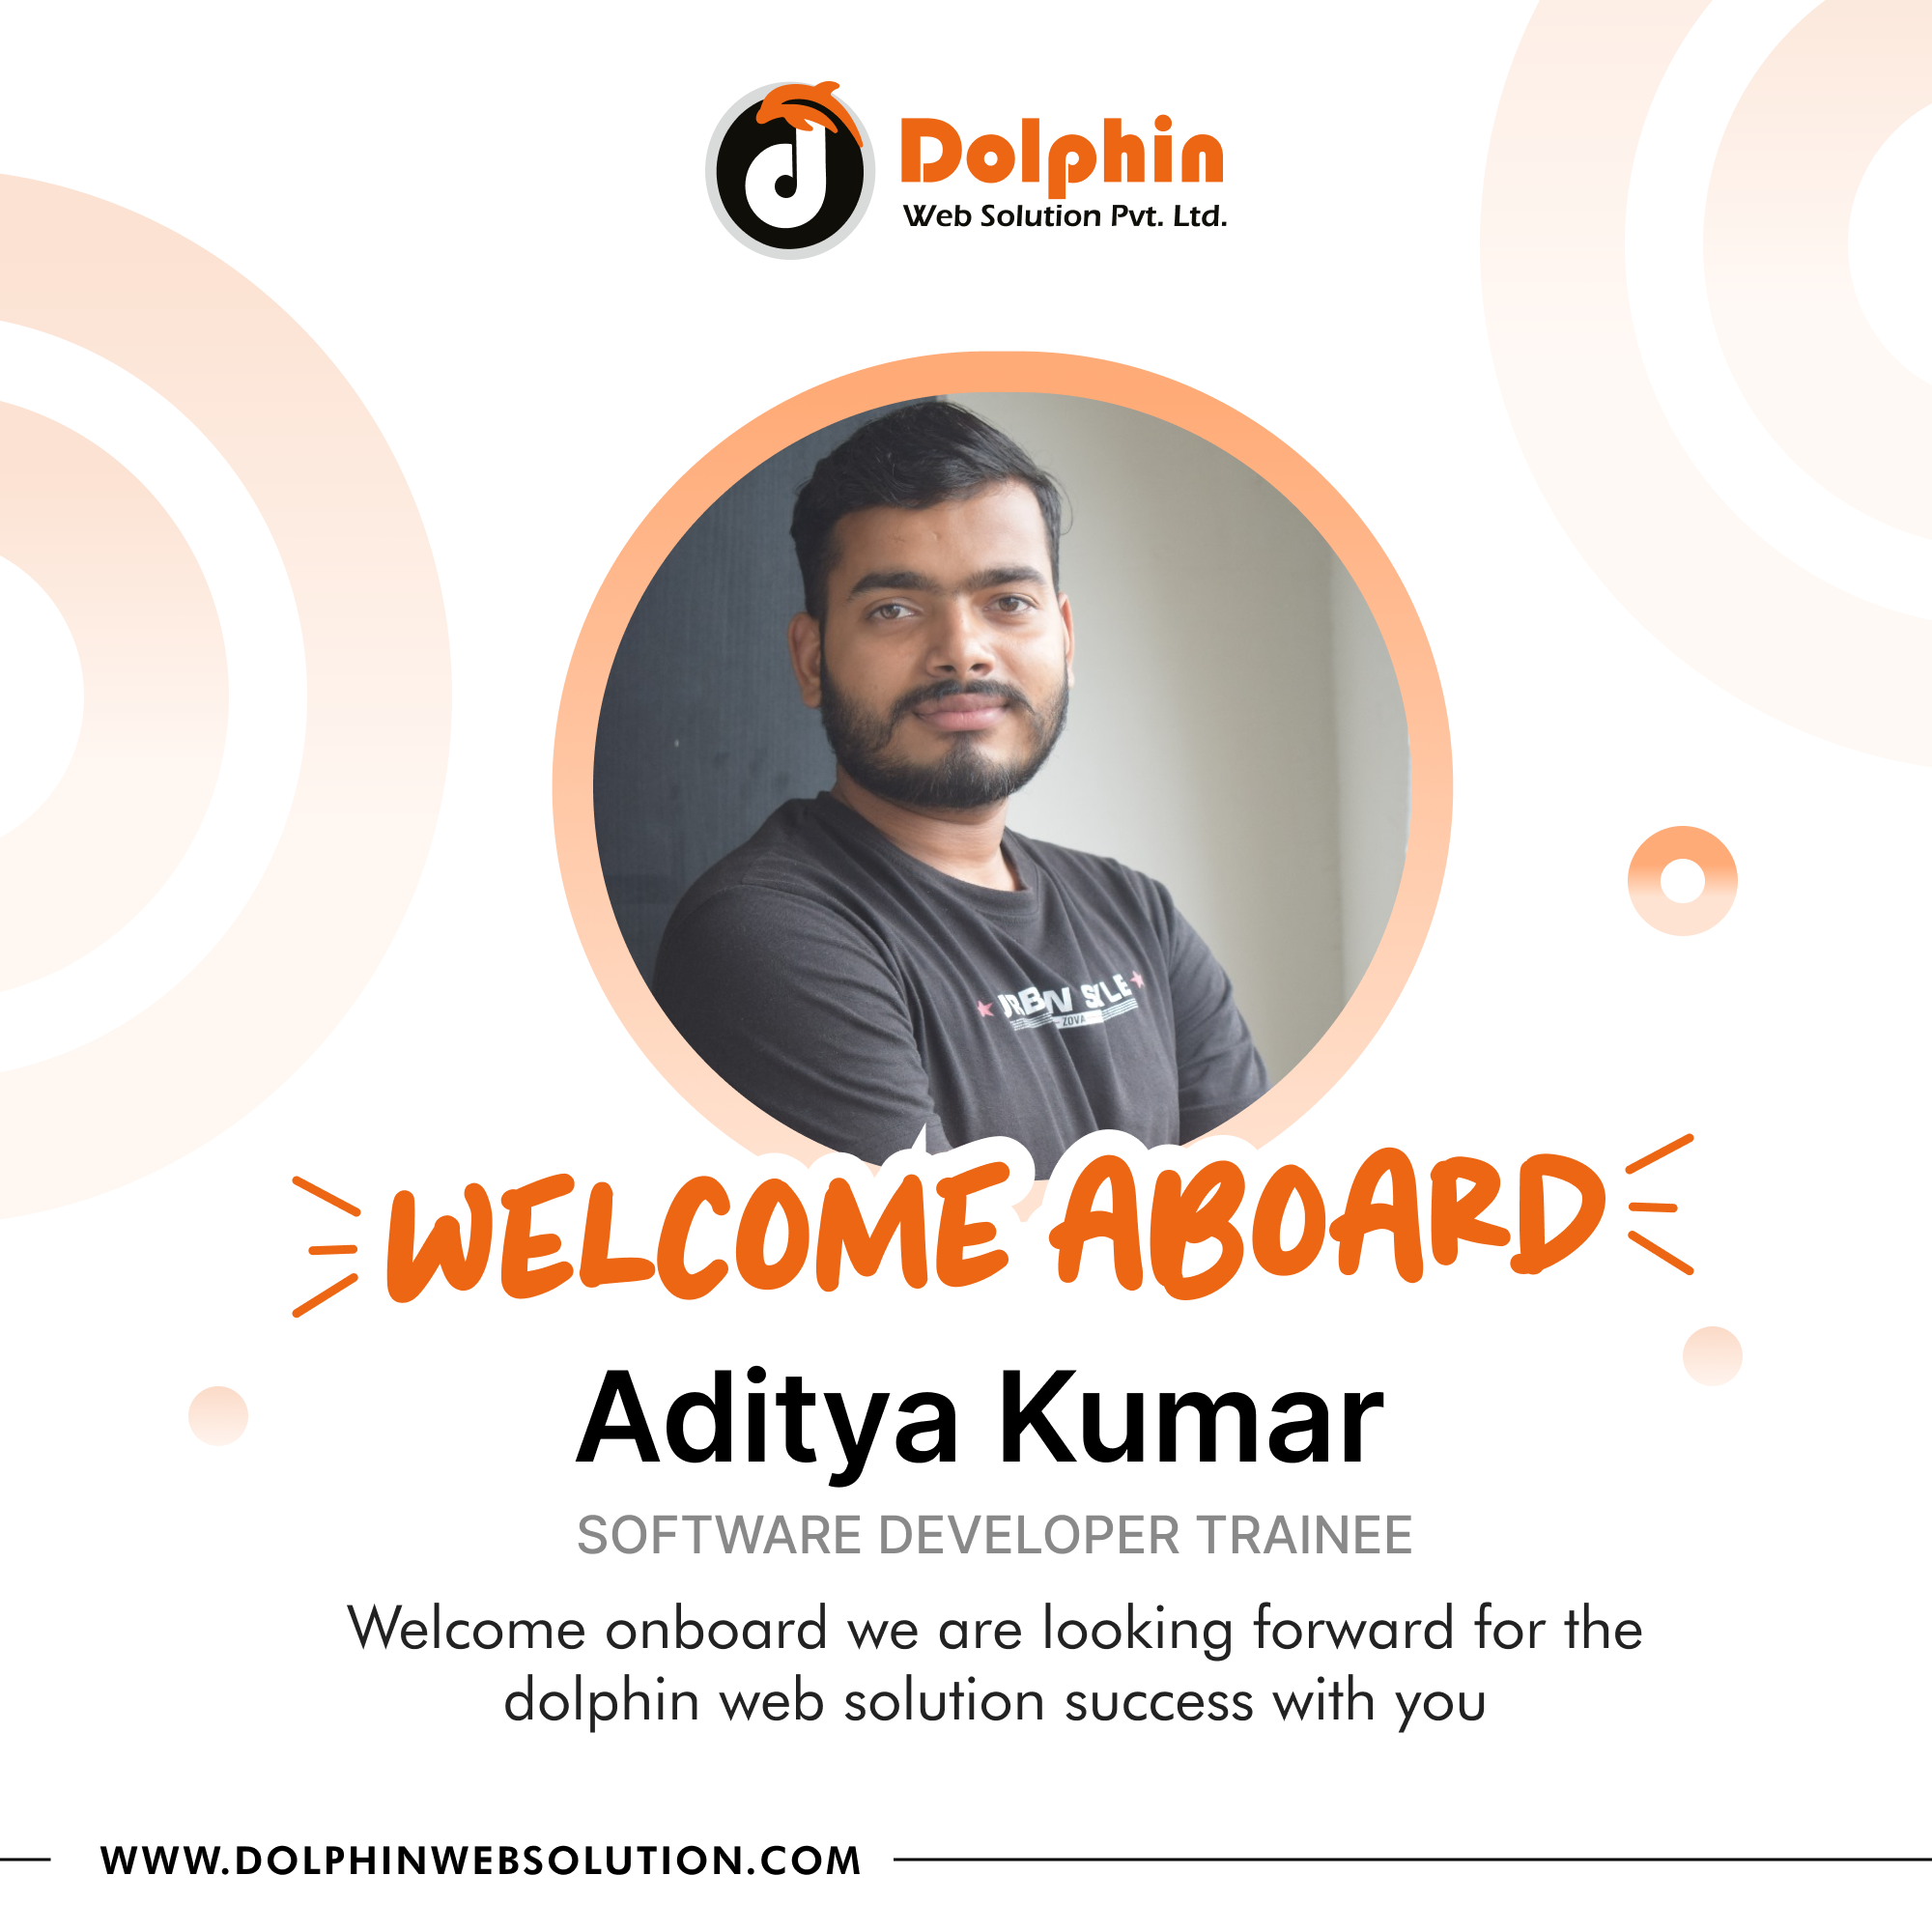 Dolphin
Web Solution Pvt. Ltd.
ZOVA
WELCOME ABOARD
Aditya Kumar
SOFTWARE DEVELOPER TRAINEE
Welcome onboard we are looking forward for the
dolphin web solution success with you
WWW.DOLPHINWEBSOLUTION.COM